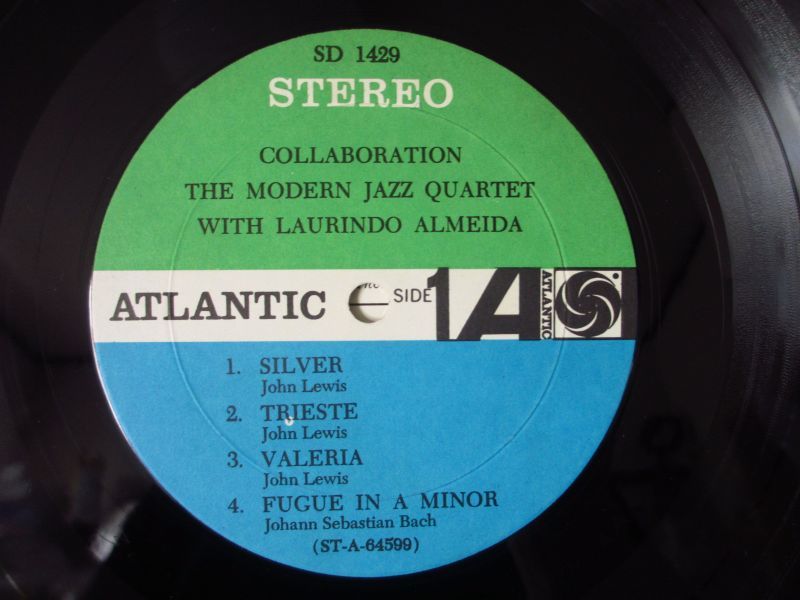 SD 1429
STEREO
COLLABORATION
THE MODERN JAZZ QUARTET
WITH LAURINDO ALMEIDA
ATLANTIC SIDE 1 A ATLANTIC
1. SILVER
John Lewis
2. TRIESTE
John Lewis
3. VALERIA
John Lewis
4. FUGUE IN A MINOR
Johann Sebastian Bach
(ST-A-64599)